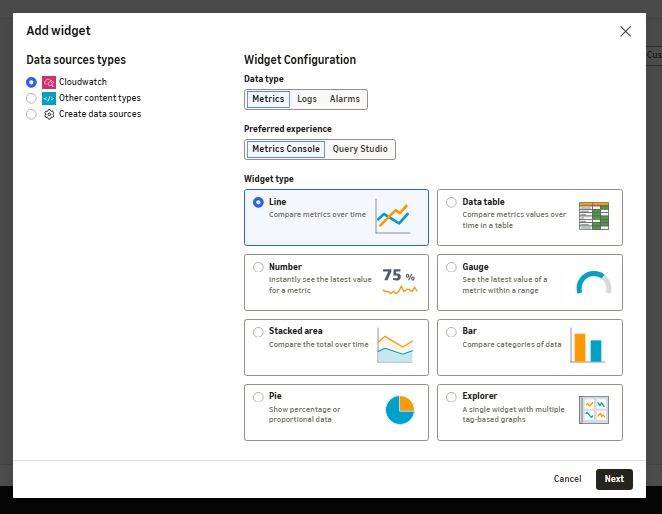 Add widget
Cus
Data sources types
Cloudwatch
Other content types
Create data sources
Widget Configuration
Data type
Metrics
Logs
Alarms
Preferred experience
Metrics Console
Query Studio
Widget type
Line
Compare metrics over time
Data table
Compare metrics values over
time in a table
Number
Instantly see the latest value
for a metric
75 %
Gauge
See the latest value of a
metric within a range
Stacked area
Compare the total over time
Bar
Compare categories of data
Pie
Show percentage or
proportional data
Explorer
A single widget with multiple
tag-based graphs
Cancel
Next